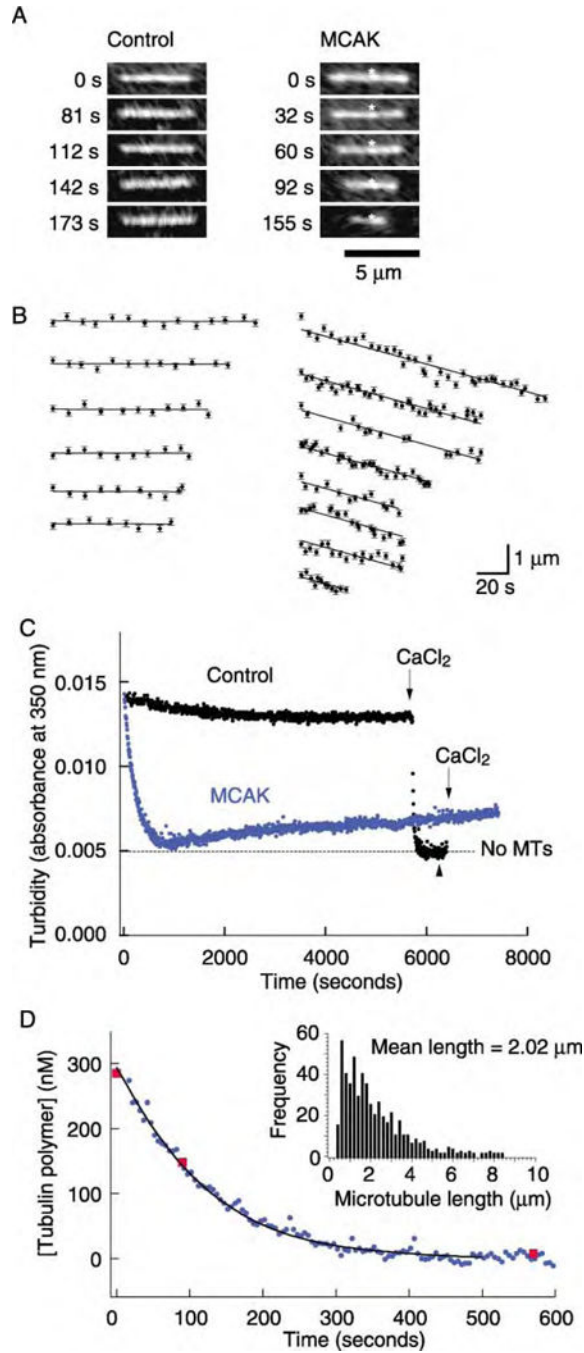 A
Control
MCAK
0 s
81 s
112 s
142 s
173 s
0 s
32 s
60 s
92 s
155 s
5 μm
B
1 μm
20 s
C
Turbidity (absorbance at 350 nm)
0.015
0.010
0.005
0.000
Control
CaCl2
MCAK
CaCl2
No MTs
0
2000
4000
6000
8000
Time (seconds)
D
[Tubulin polymer] (nM)
300
200
100
0
0
100
200
300
400
500
600
Time (seconds)
Frequency
60
40
20
0
Mean length = 2.02 μm
0
2
4
6
8
10
Microtubule length (μm)